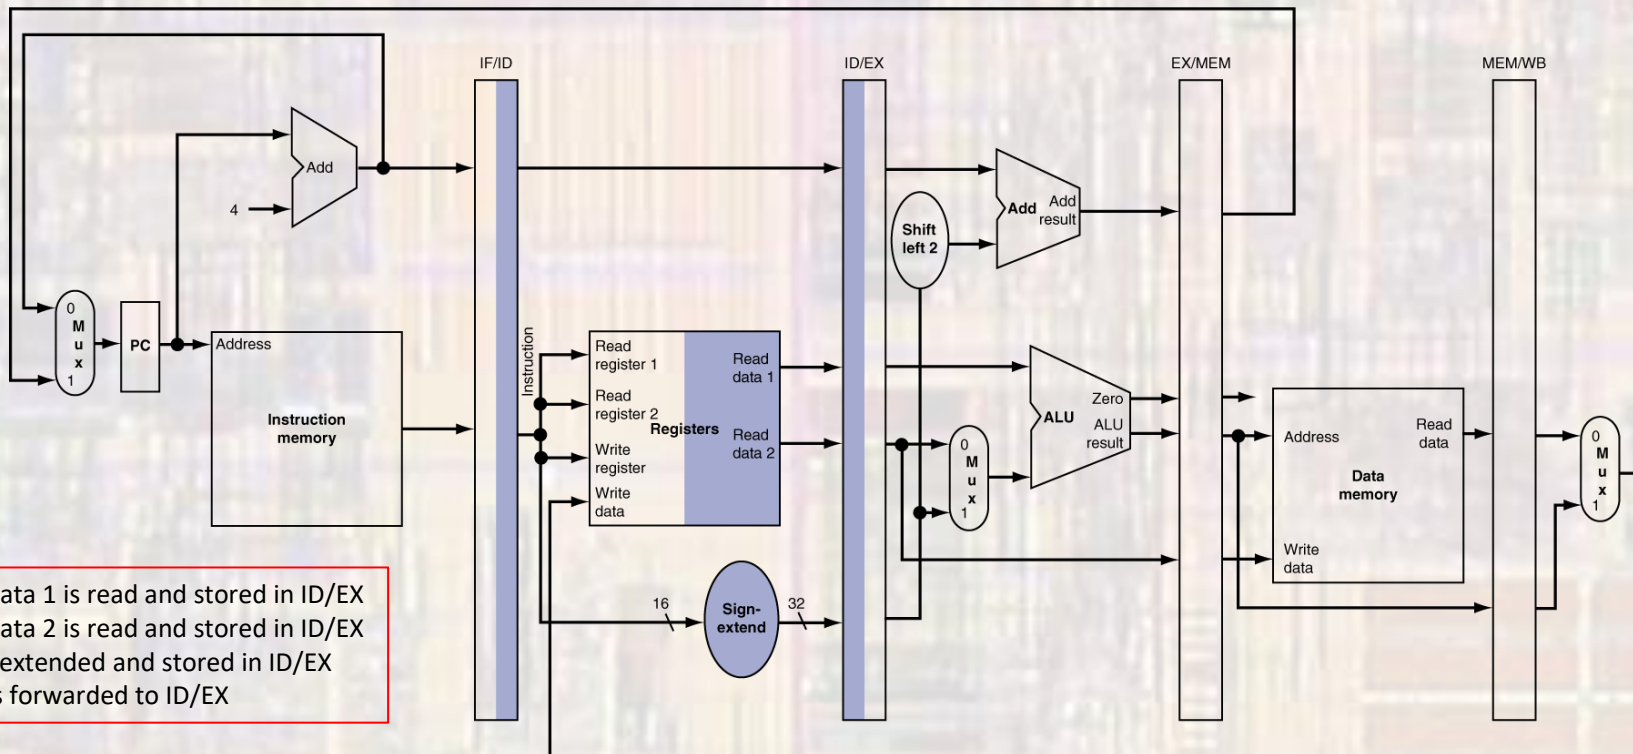 IF/ID
ID/EX
EX/MEM
MEM/WB
Add
4
Shift
left 2
Add
Add
result
0
M
u
x
1
PC
Address
Instruction
memory
Instruction
Read
register 1
Read
register 2
Write
register
Write
data
Registers
Read
data 1
Read
data 2
16
Sign-
extend
32
0
M
u
x
1
ALU
Zero
ALU
result
Address
Read
data
Data
memory
Write
data
0
M
u
x
1
ata 1 is read and stored in ID/EX
ata 2 is read and stored in ID/EX
extended and stored in ID/EX
s forwarded to ID/EX